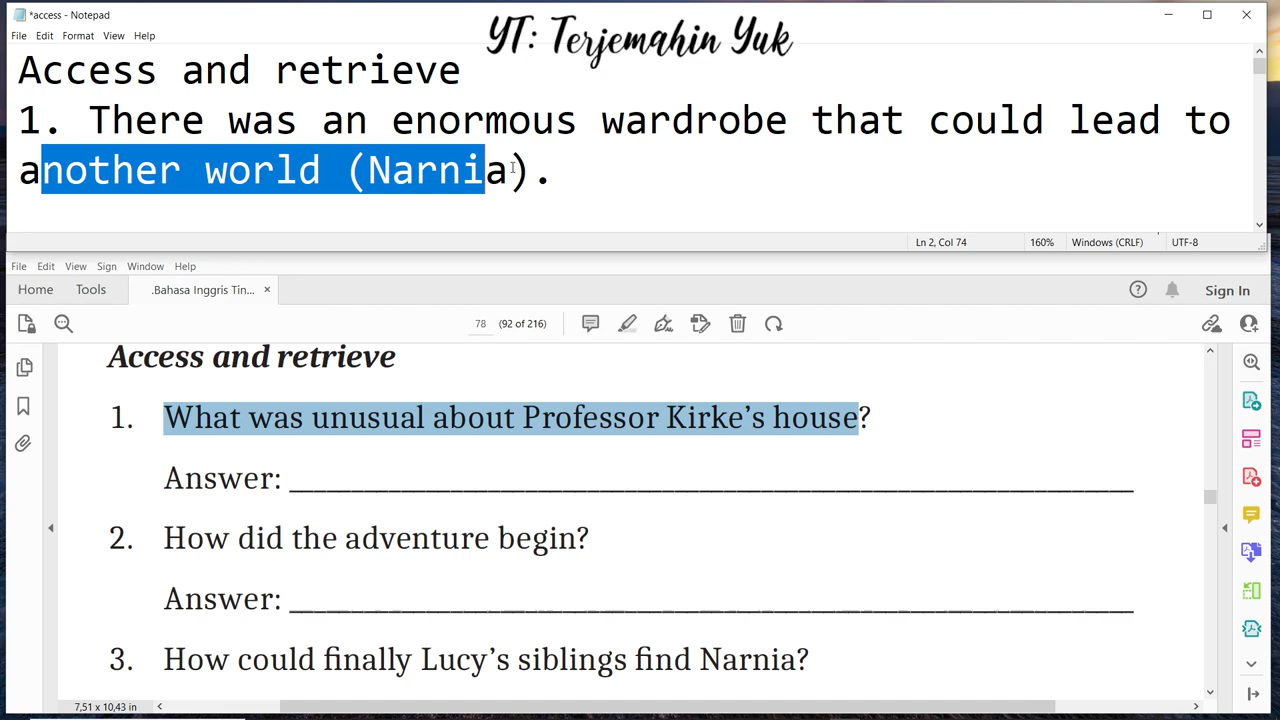 *access - Notepad
YT: Terjemahin Yuk
File Edit Format View Help
Access and retrieve
1. There was an enormous wardrobe that could lead to
another world (Narnia).
Ln 2, Col 74 160% Windows (CRLF) UTF-8
File Edit View Sign Window Help
Home Tools .Bahasa Inggris Tin... × Sign In
78 (92 of 216)
Access and retrieve
1. What was unusual about Professor Kirke's house?
Answer: ____________________
2. How did the adventure begin?
Answer: ____________________
3. How could finally Lucy's siblings find Narnia?
7,51 x 10,43 in